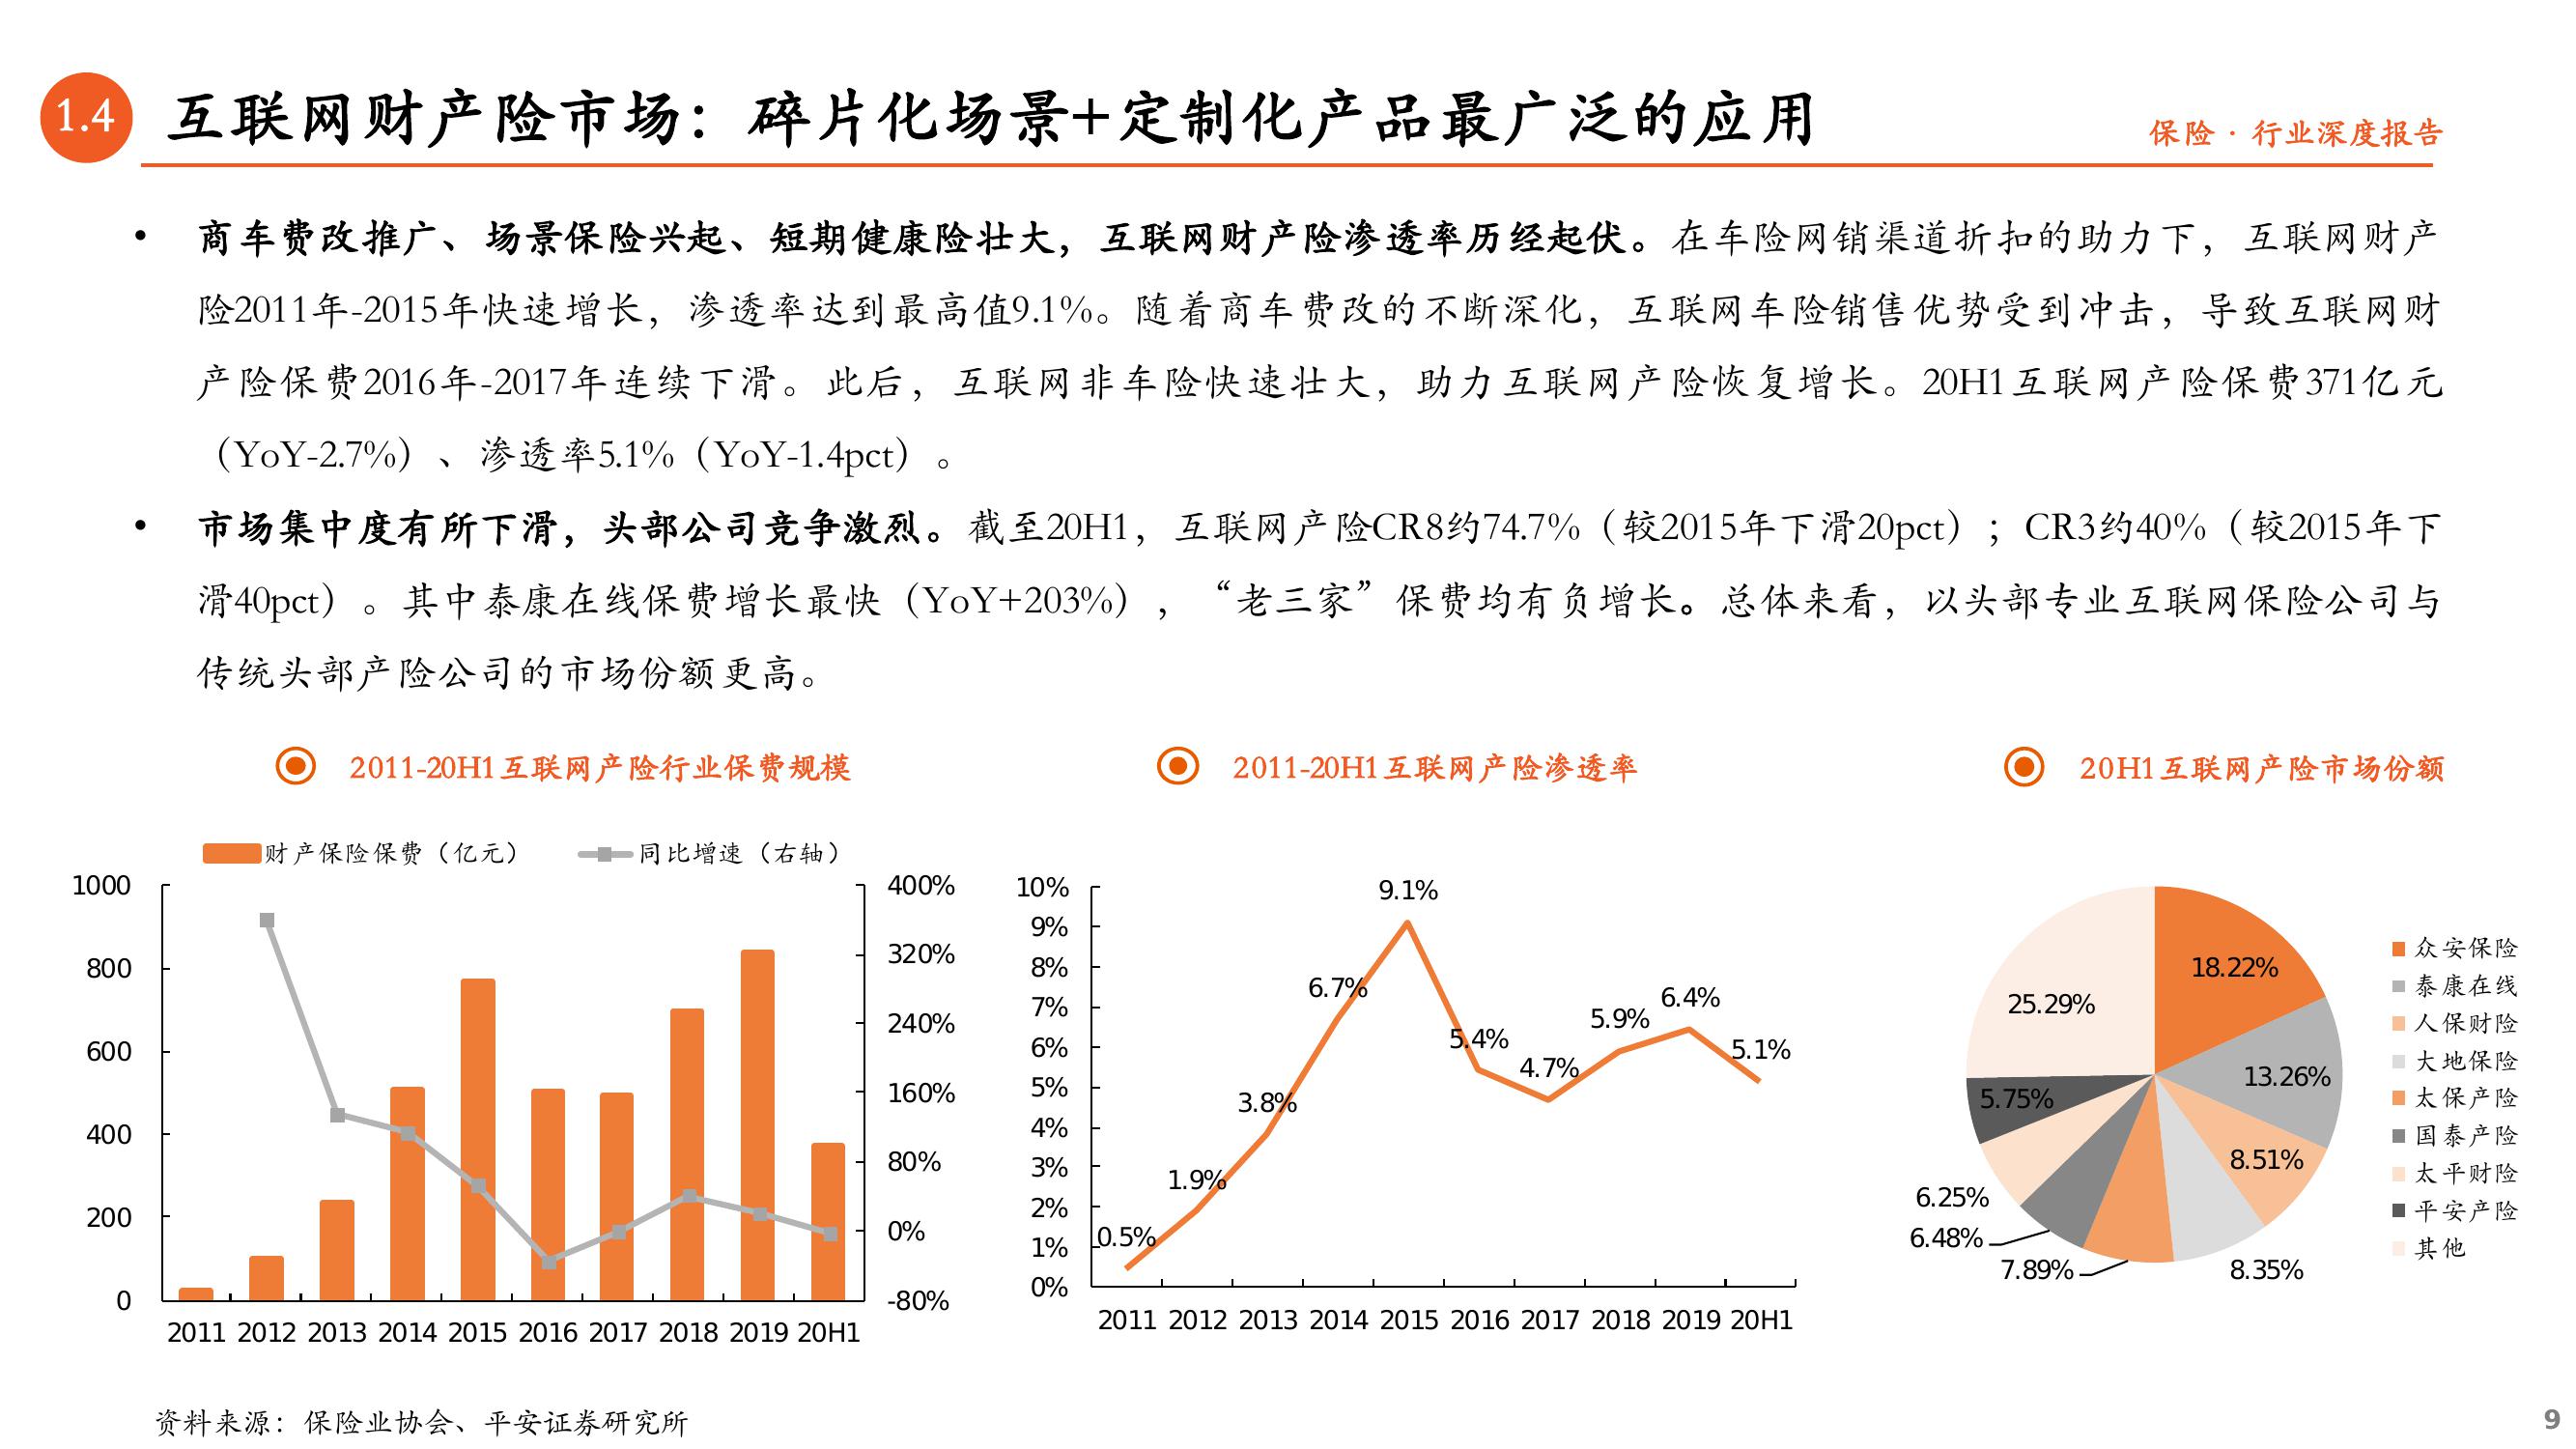 1.4
互联网财产险市场：碎片化场景+定制化产品最广泛的应用
保险 · 行业深度报告
• 商车费改推广、场景保险兴起、短期健康险壮大，互联网财产险渗透率历经起伏。在车险网销渠道折扣的助力下，互联网财产
险2011年-2015年快速增长，渗透率达到最高值9.1%。随着商车费改的不断深化，互联网车险销售优势受到冲击，导致互联网财
产险保费2016年-2017年连续下滑。此后，互联网非车险快速壮大，助力互联网产险恢复增长。20H1互联网产险保费371亿元
（YoY-2.7%）、渗透率5.1%（YoY-1.4pct）。
• 市场集中度有所下滑，头部公司竞争激烈。截至20H1，互联网产险CR8约74.7%（较2015年下滑20pct）；CR3约40%（较2015年下
滑40pct）。其中泰康在线保费增长最快（YoY+203%），“老三家”保费均有负增长。总体来看，以头部专业互联网保险公司与
传统头部产险公司的市场份额更高。
2011-20H1互联网产险行业保费规模
财产保险保费（亿元）
同比增速（右轴）
1000
800
600
400
200
0
400%
320%
240%
160%
80%
0%
-80%
2011 2012 2013 2014 2015 2016 2017 2018 2019 20H1
2011-20H1互联网产险渗透率
10%
9%
8%
7%
6%
5%
4%
3%
2%
1%
0%
0.5%
1.9%
3.8%
6.7%
9.1%
5.4%
4.7%
5.9%
6.4%
5.1%
2011 2012 2013 2014 2015 2016 2017 2018 2019 20H1
20H1互联网产险市场份额
18.22%
13.26%
8.51%
8.35%
7.89%
6.48%
6.25%
5.75%
25.29%
众安保险
泰康在线
人保财险
大地保险
太保产险
国泰产险
太平财险
平安产险
其他
资料来源：保险业协会、平安证券研究所
9